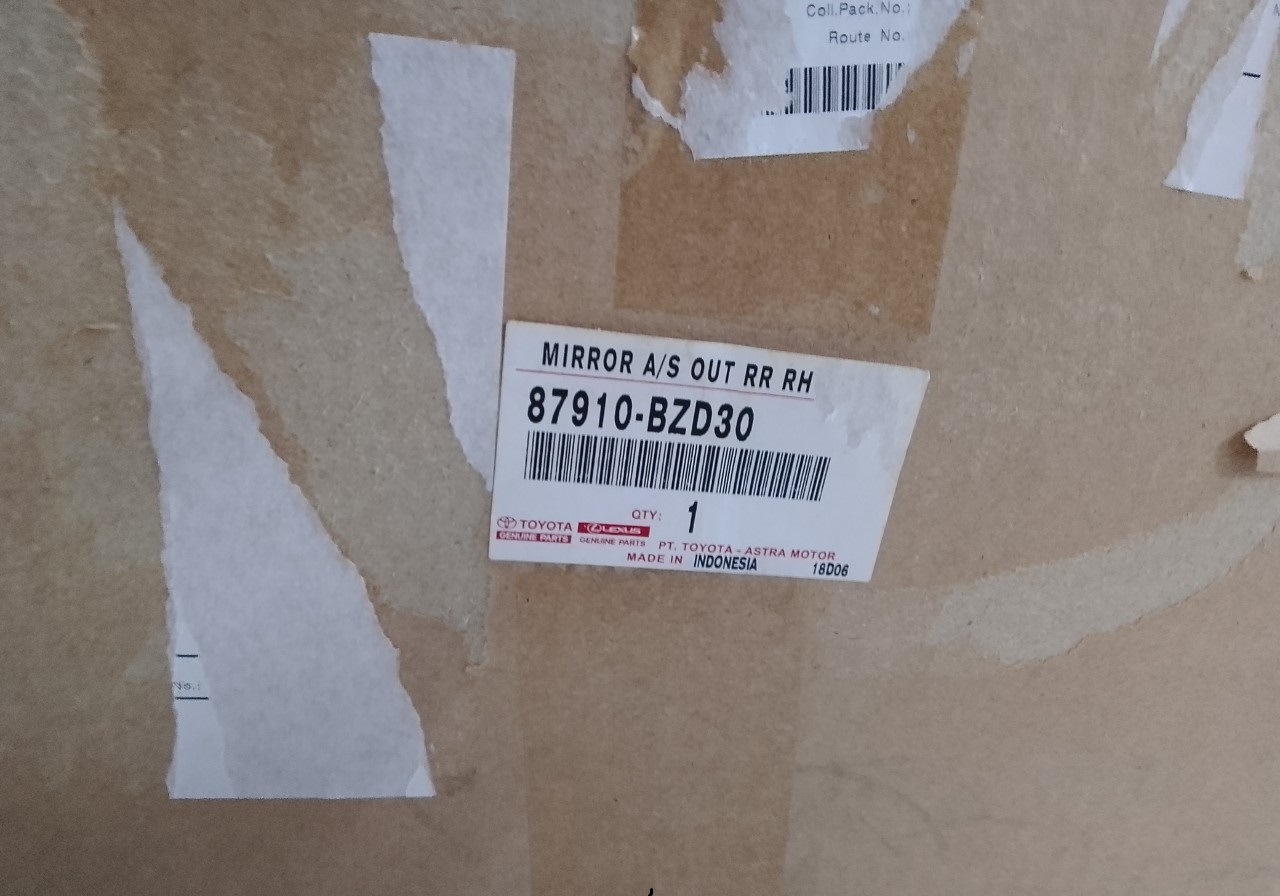 Coll.Pack.No.:
Route No.
MIRROR A/S OUT RR RH
87910-BZD30
QTY: 1
TOYOTA
GENUINE PARTS
LEXUS
GENUINE PARTS
PT. TOYOTA - ASTRA MOTOR
MADE IN INDONESIA 18D06